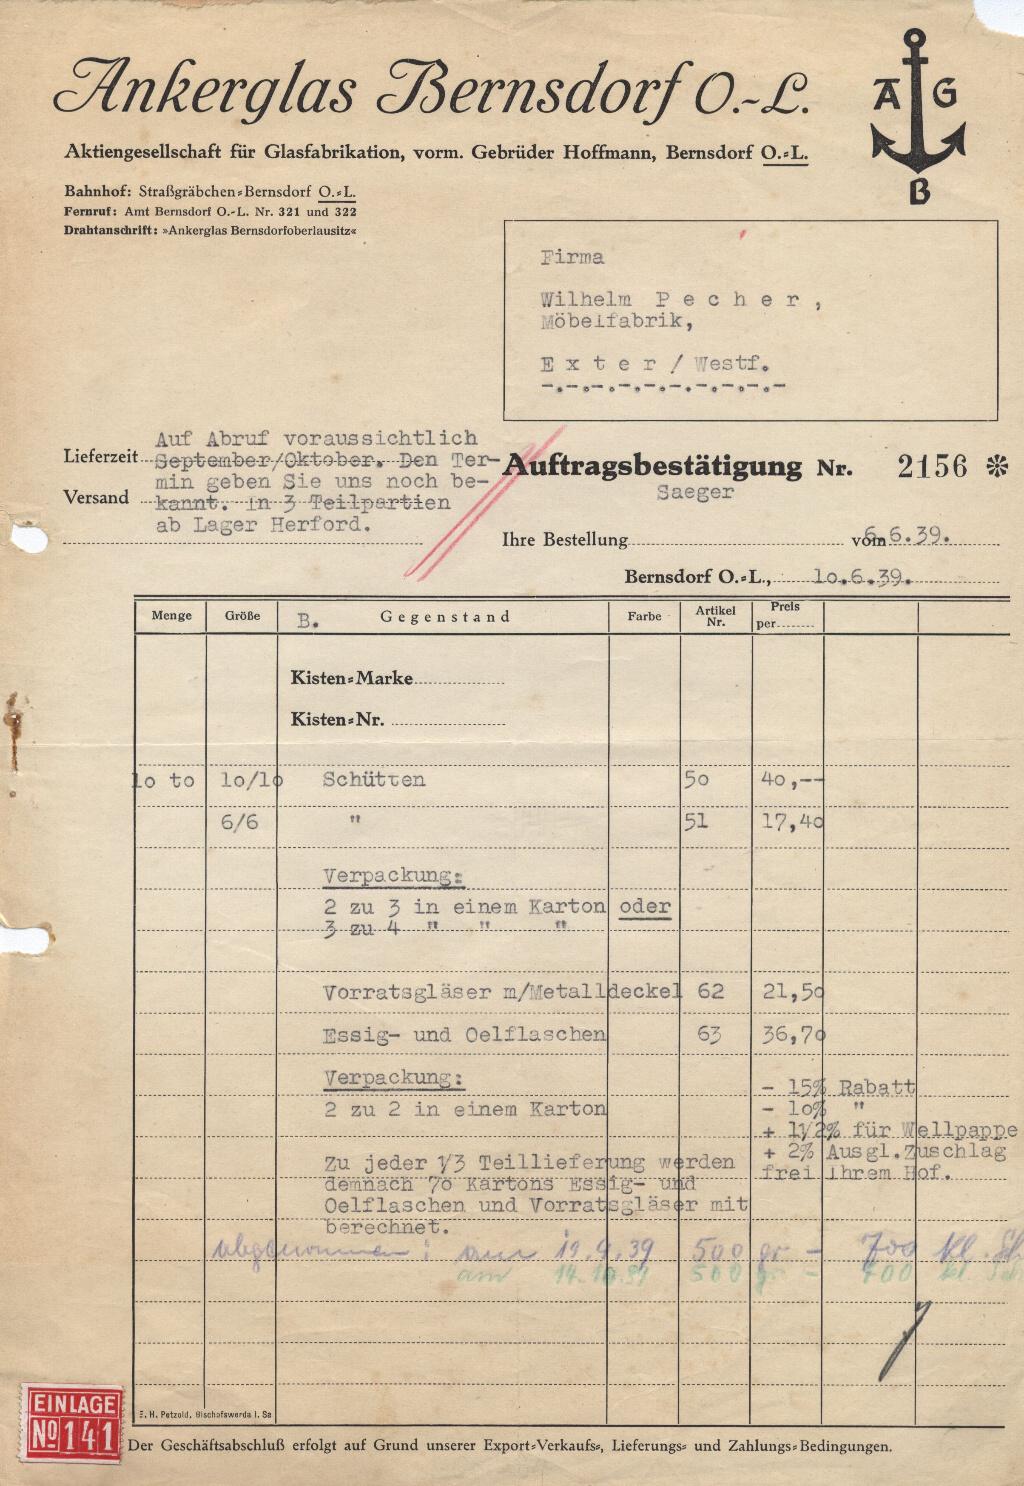 Ankerglas Bernsdorf O.-L.
A G
B
Aktiengesellschaft für Glasfabrikation, vorm. Gebrüder Hoffmann, Bernsdorf O.-L.
Bahnhof: Straßgräbchen-Bernsdorf O.-L.
Fernruf: Amt Bernsdorf O.-L. Nr. 321 und 322
Drahtanschrift: »Ankerglas Bernsdorfoberlausitz«
Firma
Wilhelm Pecher,
Möbelfabrik,
Exter / Westf.
-.-.-.-.-.-.-.-.-.-
Auf Abruf voraussichtlich
Lieferzeit September/Oktober. Den Ter-
min geben Sie uns noch be-
Versand kannt. in 3 Teilpartien
ab Lager Herford.
Auftragsbestätigung Nr. 2156 *
Saeger
Ihre Bestellung vom 6.6.39.
Bernsdorf O.-L., 10.6.39.
Menge Größe B. Gegenstand Farbe Artikel Nr. Preis per
Kisten-Marke
Kisten-Nr.
10 to 10/10 Schütten 50 40,--
6/6 " 51 17,40
Verpackung:
2 zu 3 in einem Karton oder
3 zu 4 " " "
Vorratsgläser m/Metalldeckel 62 21,50
Essig- und Oelflaschen 63 36,70
Verpackung:
2 zu 2 in einem Karton
- 15% Rabatt
- 10% "
+ 1 1/2% für Wellpappe
+ 2% Ausgl.Zuschlag
frei Ihrem Hof.
Zu jeder 1/3 Teillieferung werden
demnach 70 Kartons Essig- und
Oelflaschen und Vorratsgläser mit
berechnet.
abgenommen: am 19.9.39 500 gr - 700 kl.
am 14.10.39 500 gr - 700 kl.
EINLAGE
No 141
E. H. Petzold, Bischofswerda i. Sa
Der Geschäftsabschluß erfolgt auf Grund unserer Export-Verkaufs-, Lieferungs- und Zahlungs-Bedingungen.